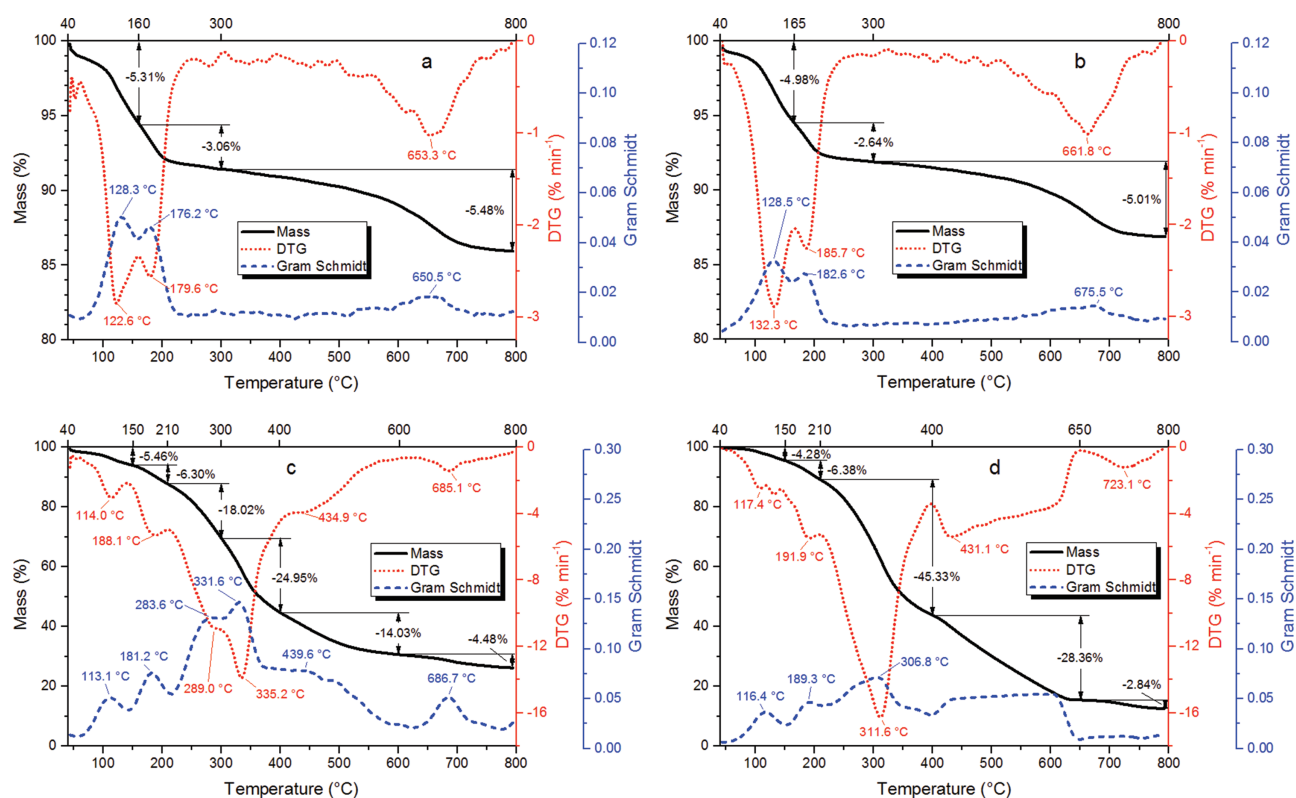 40 160 300 800
100 0 0.12
a
-5.31%
95 0.10
-3.06%
-1 0.08
653.3 °C
Mass (%)
90
128.3 °C
176.2 °C
-5.48%
0.06
DTG (% min⁻¹)
Gram Schmidt
Mass
DTG
Gram Schmidt
-2
85 0.04
650.5 °C
179.6 °C
122.6 °C
0.02
-3
80 0.00
100 200 300 400 500 600 700 800
Temperature (°C)
40 165 300 800
100 0 0.12
b
-4.98%
95 0.10
-2.64%
-1 0.08
661.8 °C
Mass (%)
90
128.5 °C
-5.01%
0.06
DTG (% min⁻¹)
Gram Schmidt
185.7 °C
Mass
DTG
Gram Schmidt
-2
85 0.04
182.6 °C
675.5 °C
132.3 °C
0.02
-3
80 0.00
100 200 300 400 500 600 700 800
Temperature (°C)
40 150 210 300 400 600 800
100 0 0.30
-5.46%
c
-6.30%
685.1 °C
80 0.25
114.0 °C
-18.02%
-4
434.9 °C
188.1 °C
0.20
Mass (%)
60
331.6 °C
-24.95%
-8
Mass
DTG
Gram Schmidt
DTG (% min⁻¹)
Gram Schmidt
283.6 °C
0.15
40
-14.03%
-4.48%
-12
439.6 °C
0.10
113.1 °C
181.2 °C
289.0 °C
335.2 °C
686.7 °C
20
0.05
-16
0 0.00
100 200 300 400 500 600 700 800
Temperature (°C)
40 150 210 400 650 800
100 0 0.30
-4.28%
d
-6.38%
723.1 °C
80 0.25
117.4 °C
-4
431.1 °C
191.9 °C
0.20
Mass (%)
60
-45.33%
-8
Mass
DTG
Gram Schmidt
DTG (% min⁻¹)
Gram Schmidt
0.15
40
-28.36%
-12
306.8 °C
0.10
189.3 °C
116.4 °C
-2.84%
20
0.05
311.6 °C
-16
0 0.00
100 200 300 400 500 600 700 800
Temperature (°C)